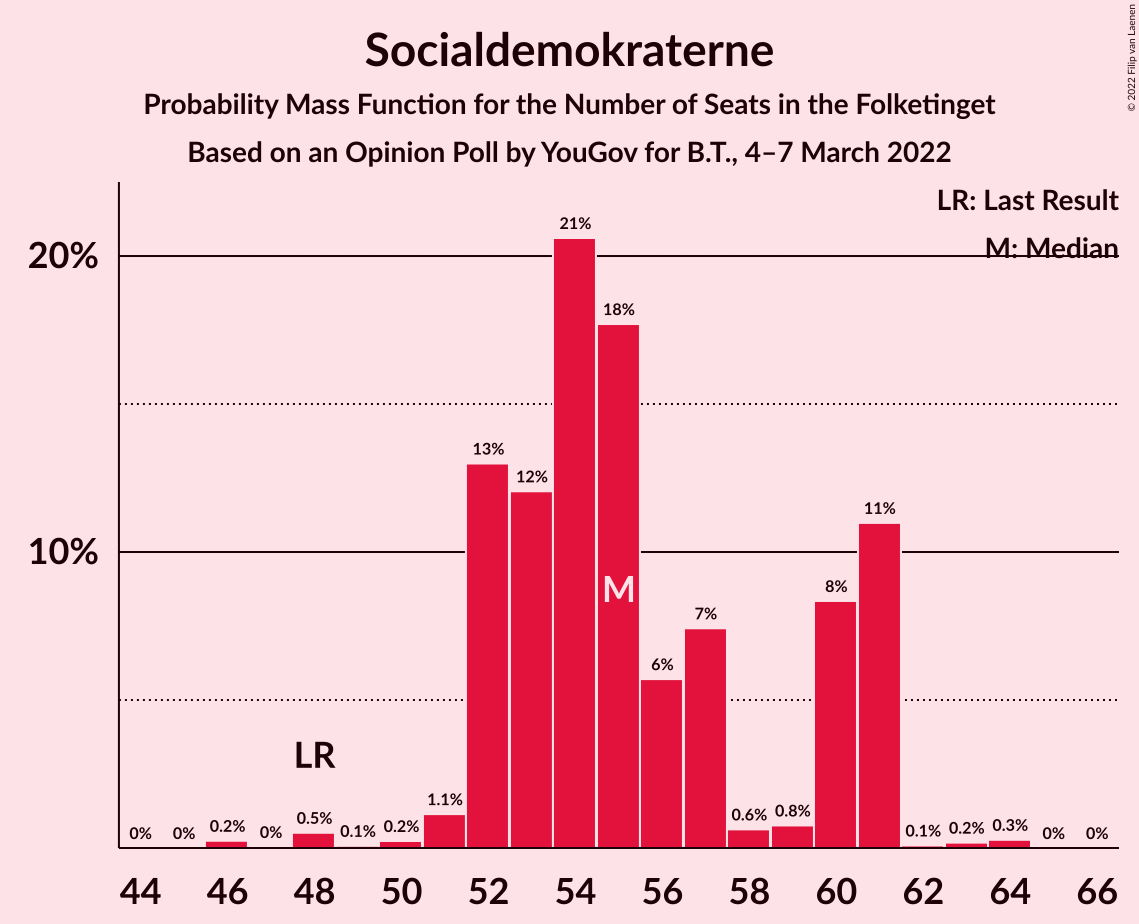 Socialdemokraterne
Probability Mass Function for the Number of Seats in the Folketinget
Based on an Opinion Poll by YouGov for B.T., 4–7 March 2022
© 2022 Filip van Laenen
LR: Last Result
M: Median
20%
10%
0%
0%
0.2%
0%
0.5%
0.1%
0.2%
1.1%
13%
12%
21%
18%
6%
7%
0.6%
0.8%
8%
11%
0.1%
0.2%
0.3%
0%
0%
LR
M
44 46 48 50 52 54 56 58 60 62 64 66